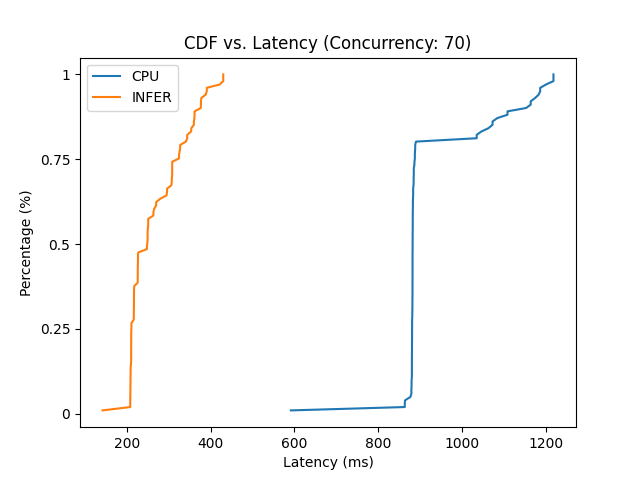 CDF vs. Latency (Concurrency: 70)
CPU
INFER
Percentage (%)
1
0.75
0.5
0.25
0
200 400 600 800 1000 1200
Latency (ms)